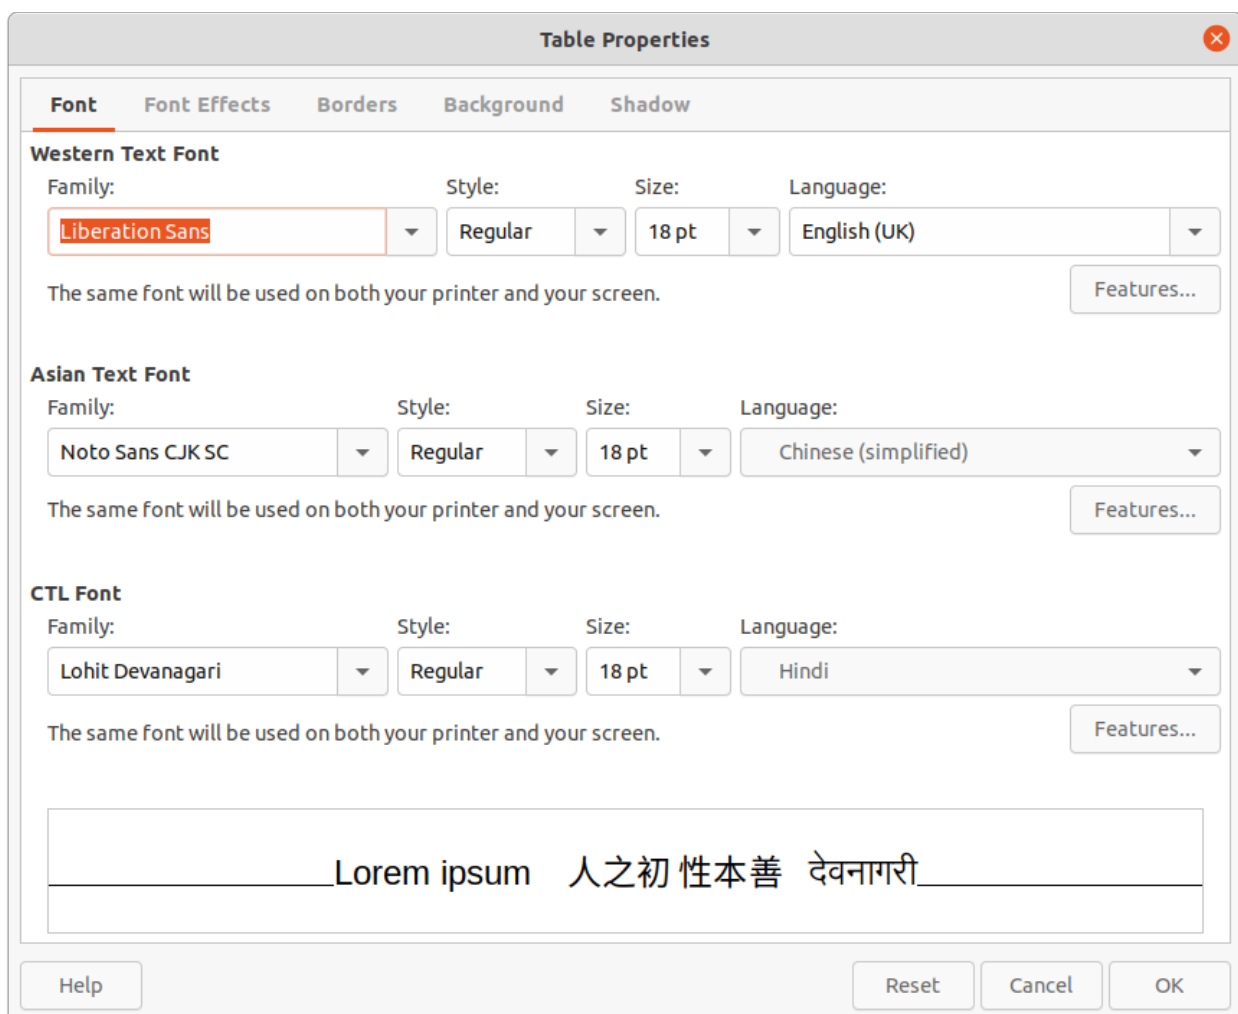 Table Properties
Font Font Effects Borders Background Shadow
Western Text Font
Family: Style: Size: Language:
Liberation Sans Regular 18 pt English (UK)
The same font will be used on both your printer and your screen. Features...
Asian Text Font
Family: Style: Size: Language:
Noto Sans CJK SC Regular 18 pt Chinese (simplified)
The same font will be used on both your printer and your screen. Features...
CTL Font
Family: Style: Size: Language:
Lohit Devanagari Regular 18 pt Hindi
The same font will be used on both your printer and your screen. Features...
Lorem ipsum 人之初 性本善 देवनागरी
Help Reset Cancel OK